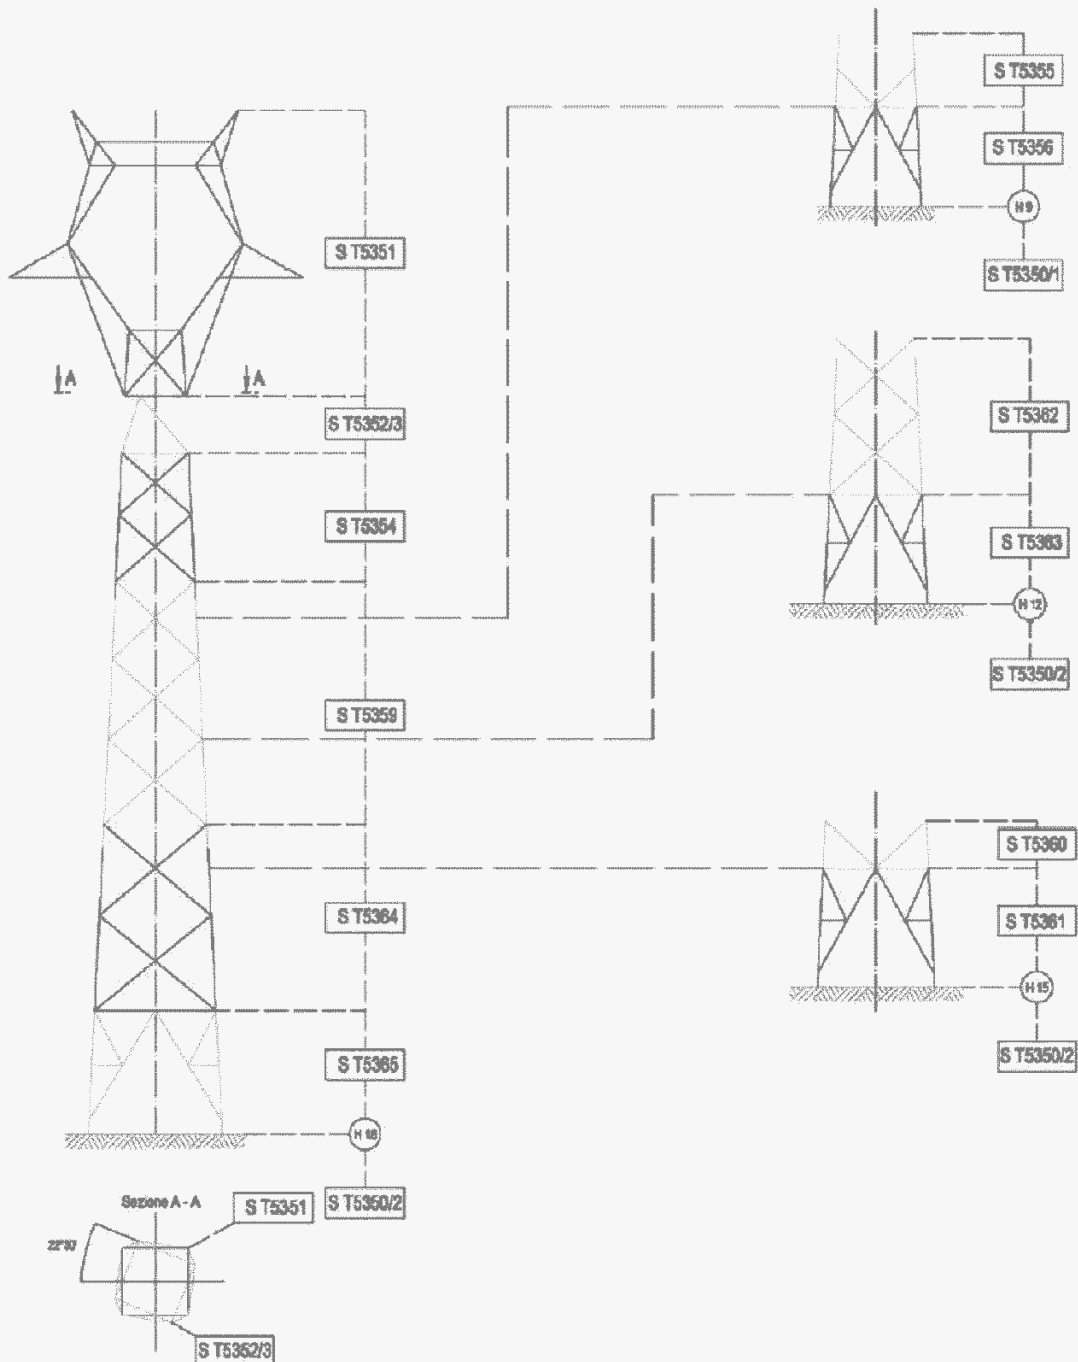 S T5355
S T5356
H 9
S T5350/1
S T5351
A A
S T5352/3
S T5354
S T5362
S T5363
H 12
S T5350/2
S T5359
S T5360
S T5364
S T5361
H 15
S T5350/2
S T5365
H 18
S T5350/2
Sezione A - A
S T5351
22°30'
S T5352/3